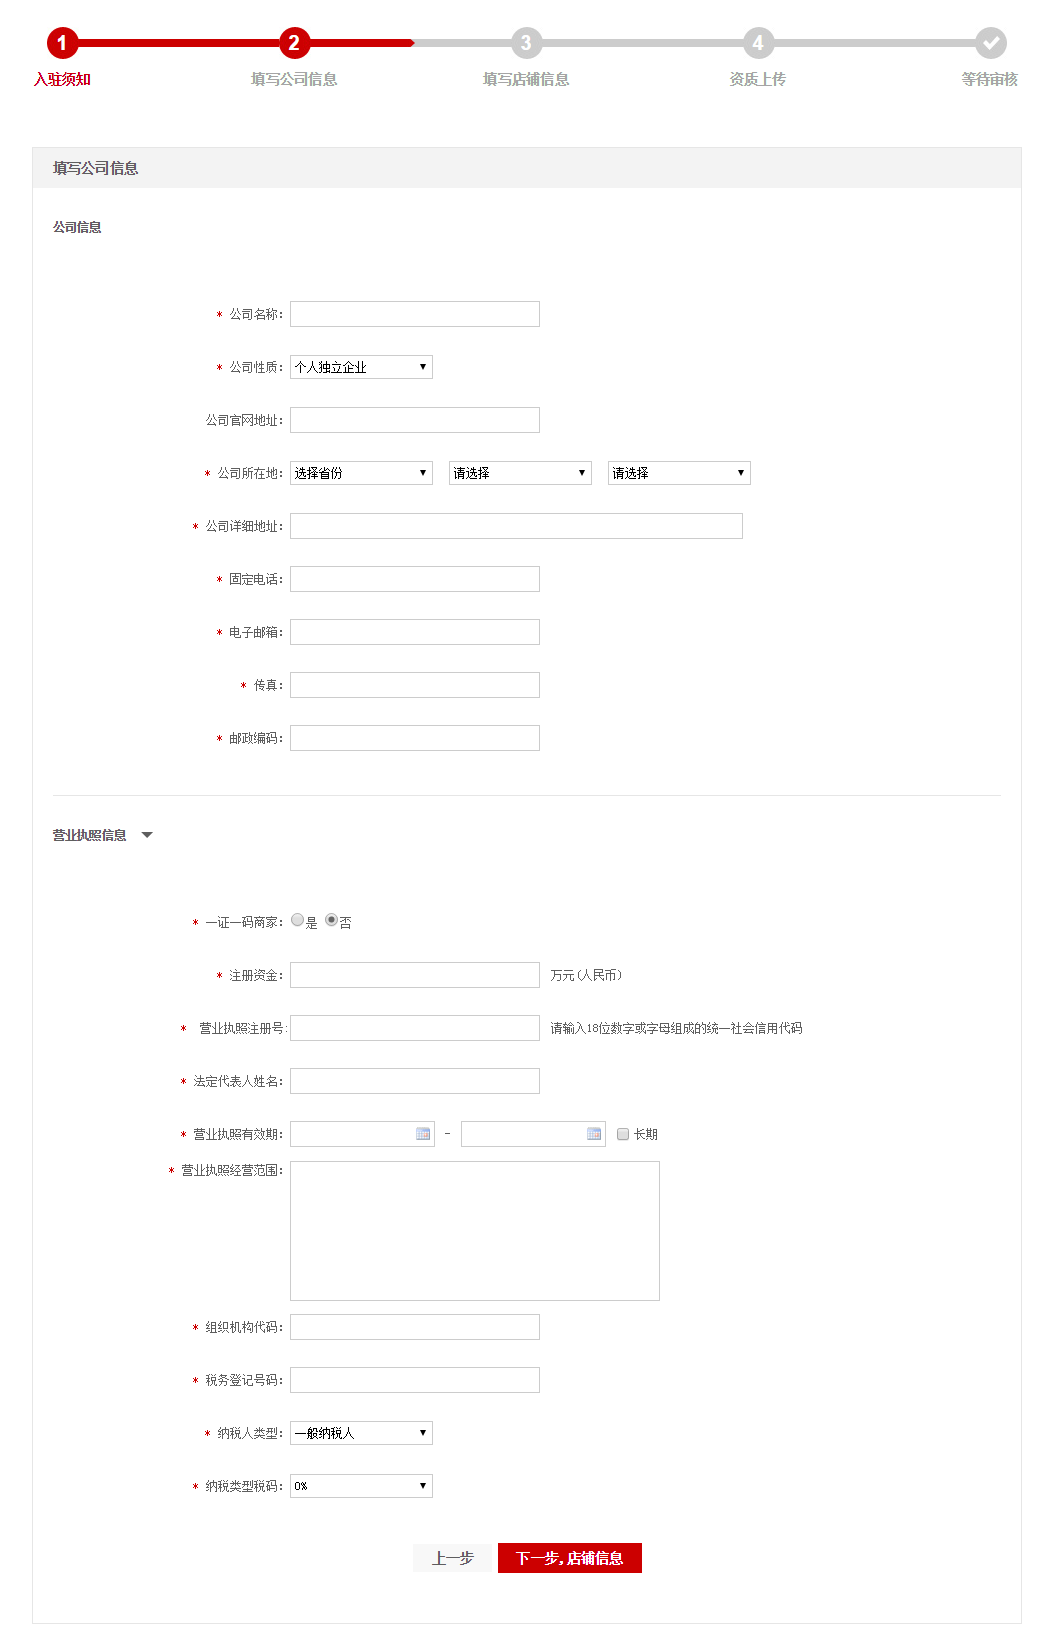 1 2 3 4
入驻须知 填写公司信息 填写店铺信息 资质上传 等待审核
填写公司信息
公司信息
* 公司名称：
* 公司性质： 个人独立企业
公司官网地址：
* 公司所在地： 选择省份 请选择 请选择
* 公司详细地址：
* 固定电话：
* 电子邮箱：
* 传真：
* 邮政编码：
营业执照信息
* 一证一码商家： 是 否
* 注册资金： 万元(人民币)
* 营业执照注册号: 请输入18位数字或字母组成的统一社会信用代码
* 法定代表人姓名：
* 营业执照有效期： - 长期
* 营业执照经营范围：
* 组织机构代码：
* 税务登记号码：
* 纳税人类型： 一般纳税人
* 纳税类型税码： 0%
上一步 下一步,店铺信息